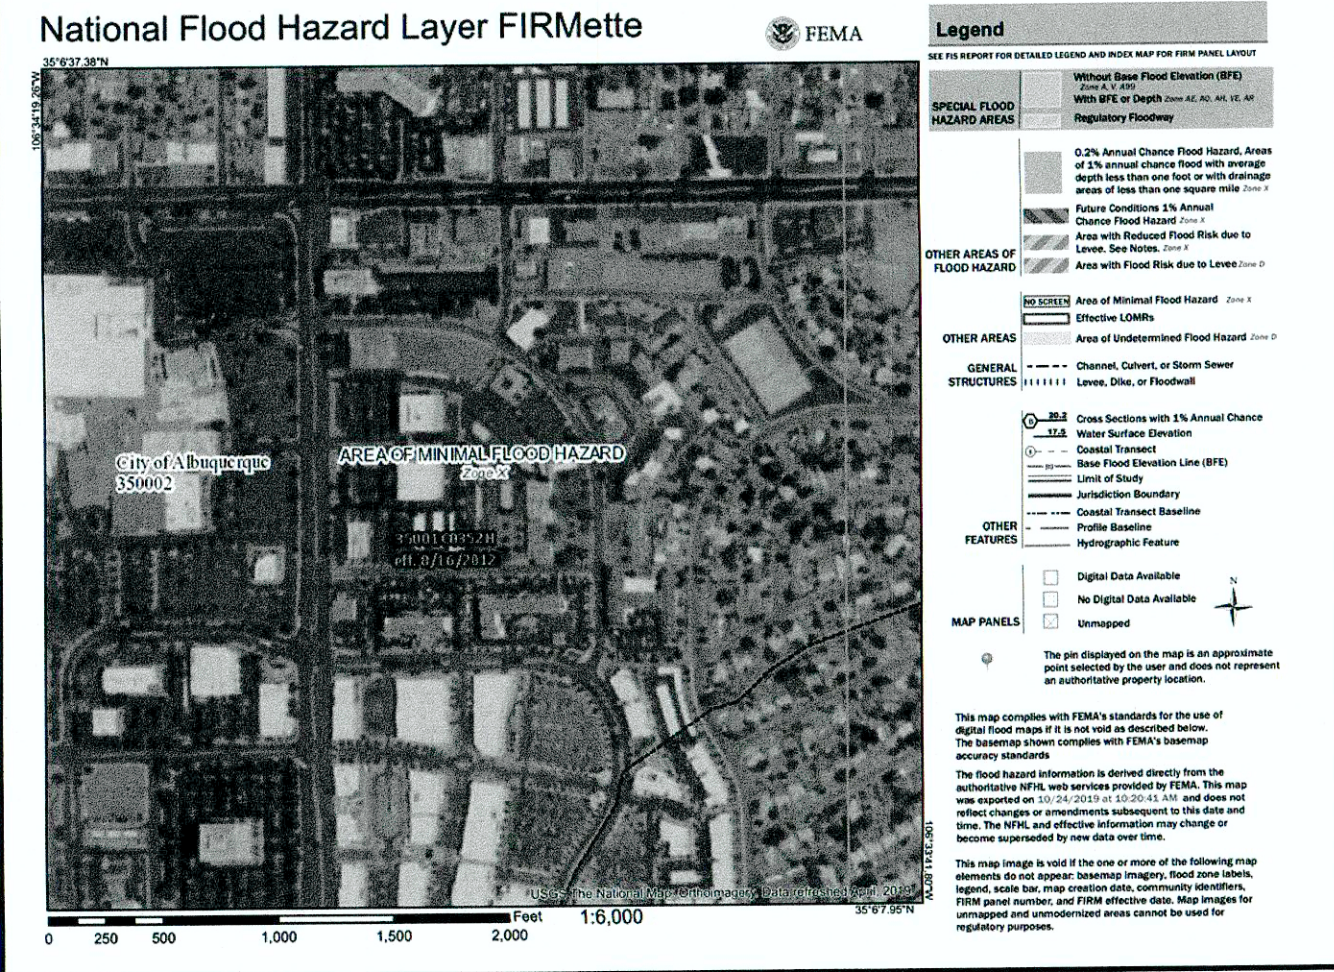 National Flood Hazard Layer FIRMette
FEMA
35°6'37.38"N
106°34'19.26"W
City of Albuquerque
350002
AREA OF MINIMAL FLOOD HAZARD
Zone X
35001C0352H
eff. 8/16/2012
USGS The National Map: Orthoimagery. Data refreshed April, 2019
106°33'41.80"W
35°6'7.95"N
0
250
500
1,000
1,500
2,000
Feet
1:6,000
Legend
SEE FIS REPORT FOR DETAILED LEGEND AND INDEX MAP FOR FIRM PANEL LAYOUT
SPECIAL FLOOD
HAZARD AREAS
Without Base Flood Elevation (BFE)
Zone A, V, A99
With BFE or Depth Zone AE, AO, AH, VE, AR
Regulatory Floodway
0.2% Annual Chance Flood Hazard, Areas
of 1% annual chance flood with average
depth less than one foot or with drainage
areas of less than one square mile Zone X
Future Conditions 1% Annual
Chance Flood Hazard Zone X
Area with Reduced Flood Risk due to
Levee. See Notes. Zone X
Area with Flood Risk due to Levee Zone D
OTHER AREAS OF
FLOOD HAZARD
NO SCREEN Area of Minimal Flood Hazard Zone X
Effective LOMRs
OTHER AREAS
Area of Undetermined Flood Hazard Zone D
GENERAL
STRUCTURES
Channel, Culvert, or Storm Sewer
Levee, Dike, or Floodwall
B 20.2 Cross Sections with 1% Annual Chance
17.5 Water Surface Elevation
8 Coastal Transect
513 Base Flood Elevation Line (BFE)
Limit of Study
Jurisdiction Boundary
Coastal Transect Baseline
OTHER
FEATURES
Profile Baseline
Hydrographic Feature
Digital Data Available
No Digital Data Available
MAP PANELS
Unmapped
N
The pin displayed on the map is an approximate
point selected by the user and does not represent
an authoritative property location.
This map complies with FEMA's standards for the use of
digital flood maps if it is not void as described below.
The basemap shown complies with FEMA's basemap
accuracy standards
The flood hazard information is derived directly from the
authoritative NFHL web services provided by FEMA. This map
was exported on 10/24/2019 at 10:20:41 AM and does not
reflect changes or amendments subsequent to this date and
time. The NFHL and effective information may change or
become superseded by new data over time.
This map image is void if the one or more of the following map
elements do not appear: basemap imagery, flood zone labels,
legend, scale bar, map creation date, community identifiers,
FIRM panel number, and FIRM effective date. Map images for
unmapped and unmodernized areas cannot be used for
regulatory purposes.